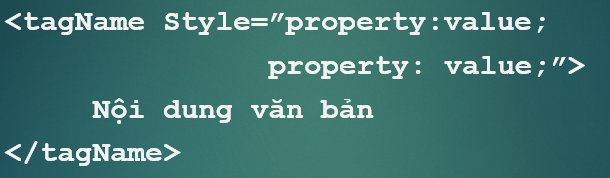 <tagName Style=”property:value;
property: value;”>
Nội dung văn bản
</tagName>